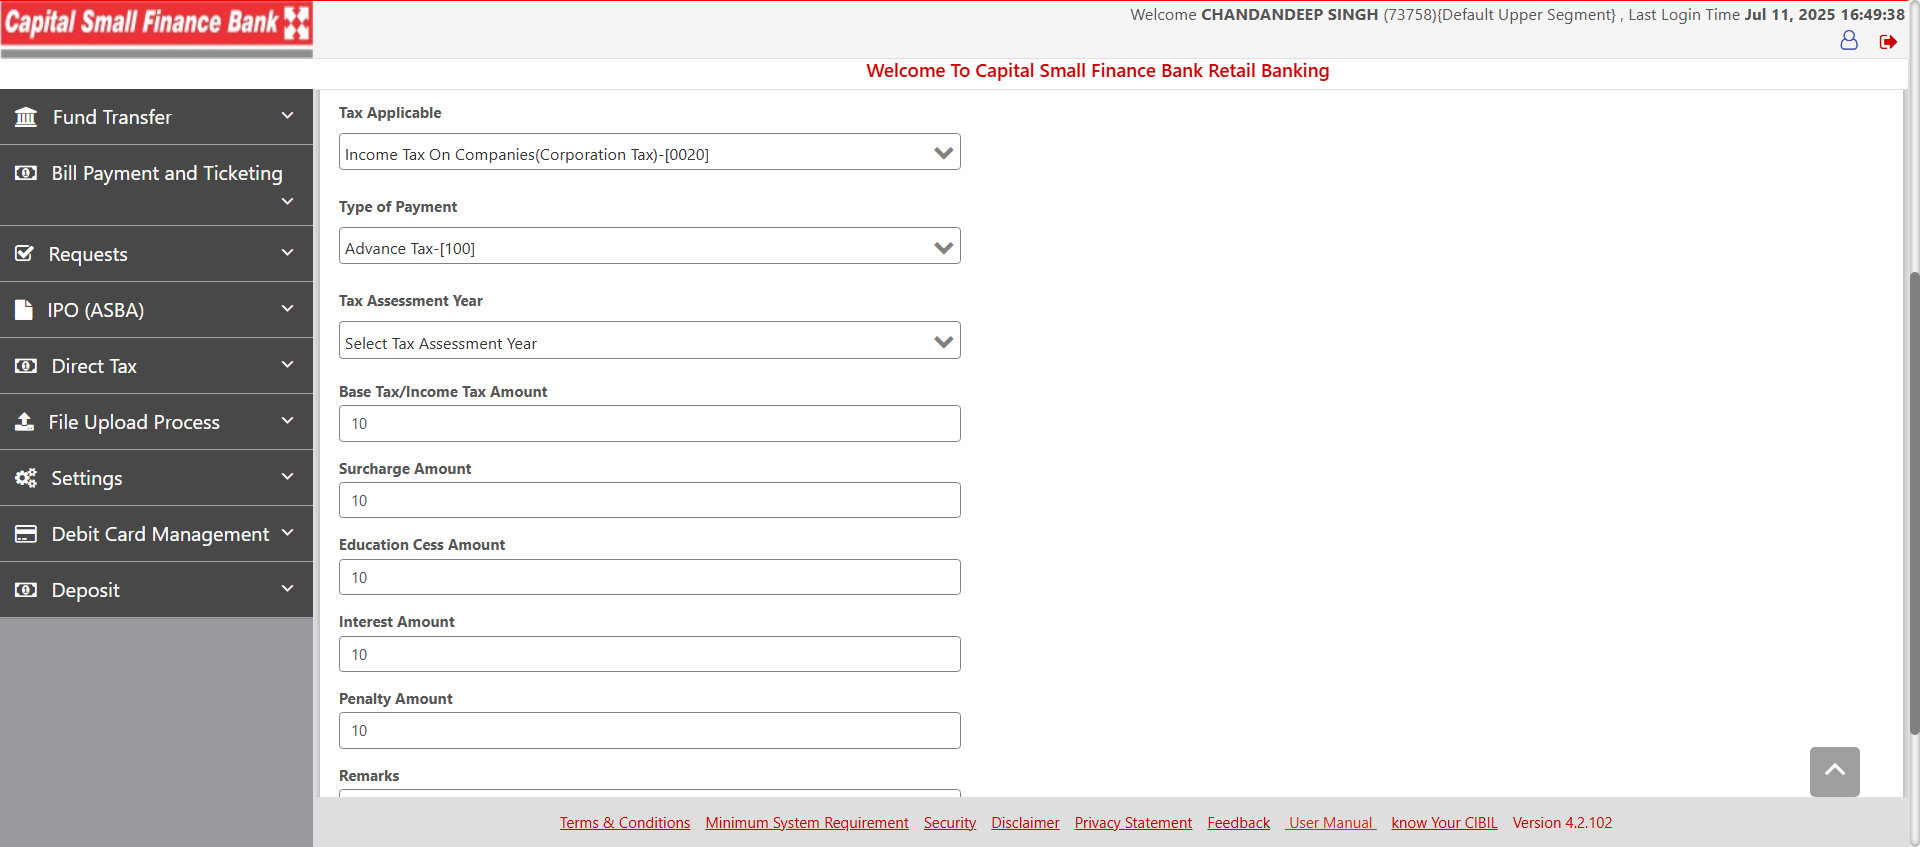 Capital Small Finance Bank
Welcome CHANDANDEEP SINGH (73758){Default Upper Segment} , Last Login Time Jul 11, 2025 16:49:38
Welcome To Capital Small Finance Bank Retail Banking
Fund Transfer
Bill Payment and Ticketing
Requests
IPO (ASBA)
Direct Tax
File Upload Process
Settings
Debit Card Management
Deposit
Tax Applicable
Income Tax On Companies(Corporation Tax)-[0020]
Type of Payment
Advance Tax-[100]
Tax Assessment Year
Select Tax Assessment Year
Base Tax/Income Tax Amount
10
Surcharge Amount
10
Education Cess Amount
10
Interest Amount
10
Penalty Amount
10
Remarks
Terms & Conditions Minimum System Requirement Security Disclaimer Privacy Statement Feedback User Manual know Your CIBIL Version 4.2.102